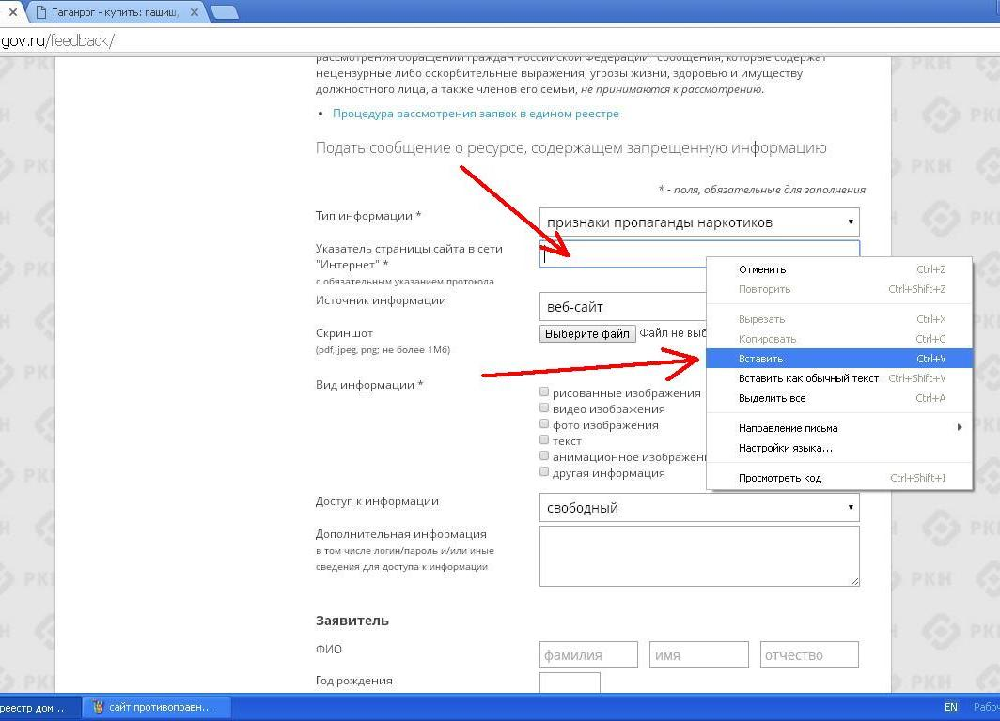 Таганрог - купить: гашиш,
gov.ru/feedback/
рассмотрения обращений граждан Российской Федерации" сообщения, которые содержат
нецензурные либо оскорбительные выражения, угрозы жизни, здоровью и имуществу
должностного лица, а также членов его семьи, не принимаются к рассмотрению.
• Процедура рассмотрения заявок в едином реестре
Подать сообщение о ресурсе, содержащем запрещенную информацию
* - поля, обязательные для заполнения
Тип информации *
признаки пропаганды наркотиков
Указатель страницы сайта в сети
"Интернет" *
с обязательным указанием протокола
Источник информации
веб-сайт
Скриншот
(pdf, jpeg, png; не более 1Мб)
Выберите файл Файл не выб
Вид информации *
рисованные изображения
видео изображения
фото изображения
текст
анимационное изображен
другая информация
Отменить Ctrl+Z
Повторить Ctrl+Shift+Z
Вырезать Ctrl+X
Копировать Ctrl+C
Вставить Ctrl+V
Вставить как обычный текст Ctrl+Shift+V
Выделить все Ctrl+A
Направление письма
Настройки языка...
Просмотреть код Ctrl+Shift+I
Доступ к информации
свободный
Дополнительная информация
в том числе логин/пароль и/или иные
сведения для доступа к информации
Заявитель
ФИО
фамилия имя отчество
Год рождения
РКН
реестр дом...
сайт противоправн...
EN
Рабоч